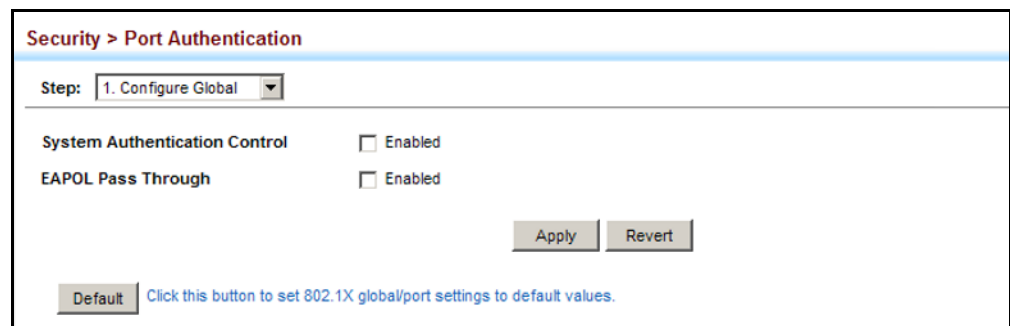 Security > Port Authentication
Step: 1. Configure Global
System Authentication Control Enabled
EAPOL Pass Through Enabled
Apply Revert
Default Click this button to set 802.1X global/port settings to default values.